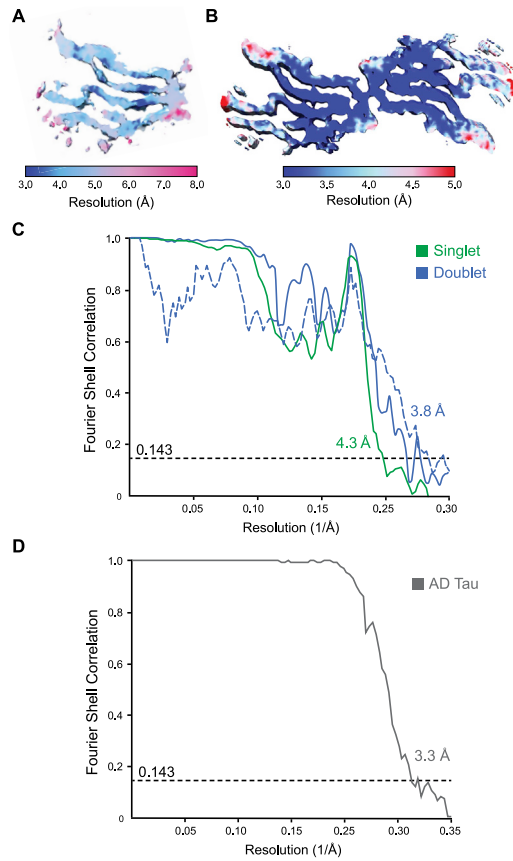 A
B
3.0 4.0 5.0 6.0 7.0 8.0
Resolution (Å)
3.0 3.5 4.0 4.5 5.0
Resolution (Å)
C
1.0
0.8
0.6
0.4
0.2
0
Fourier Shell Correlation
Singlet
Doublet
3.8 Å
4.3 Å
0.143
0.05 0.10 0.15 0.20 0.25 0.30
Resolution (1/Å)
D
1.0
0.8
0.6
0.4
0.2
0
Fourier Shell Correlation
AD Tau
3.3 Å
0.143
0.05 0.10 0.15 0.20 0.25 0.30 0.35
Resolution (1/Å)